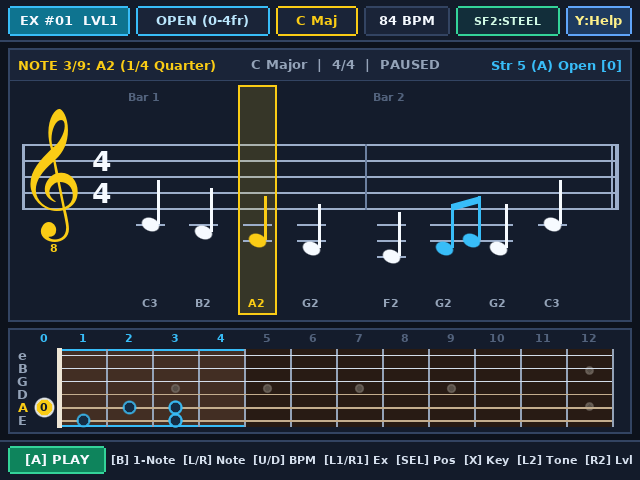 EX #01 LVL1 OPEN (0-4fr) C Maj 84 BPM SF2:STEEL Y:Help
NOTE 3/9: A2 (1/4 Quarter) C Major | 4/4 | PAUSED Str 5 (A) Open [0]
Bar 1 Bar 2
4
4
8
C3 B2 A2 G2 F2 G2 G2 C3
0 1 2 3 4 5 6 7 8 9 10 11 12
e
B
G
D
A 0
E
[A] PLAY [B] 1-Note [L/R] Note [U/D] BPM [L1/R1] Ex [SEL] Pos [X] Key [L2] Tone [R2] Lvl